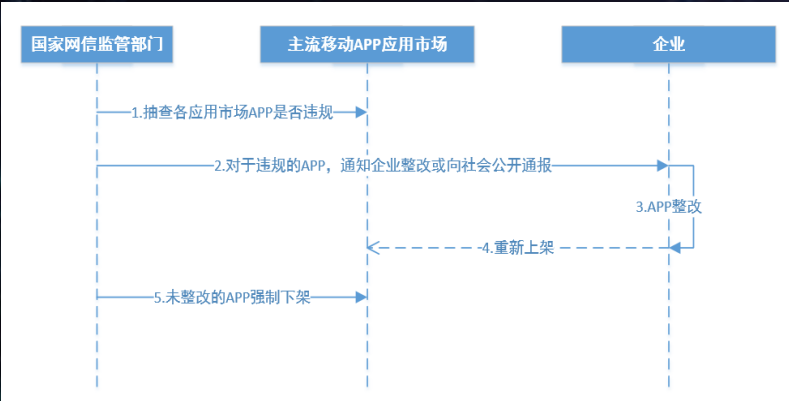 国家网信监管部门
主流移动APP应用市场
企业
1.抽查各应用市场APP是否违规
2.对于违规的APP，通知企业整改或向社会公开通报
3.APP整改
4.重新上架
5.未整改的APP强制下架